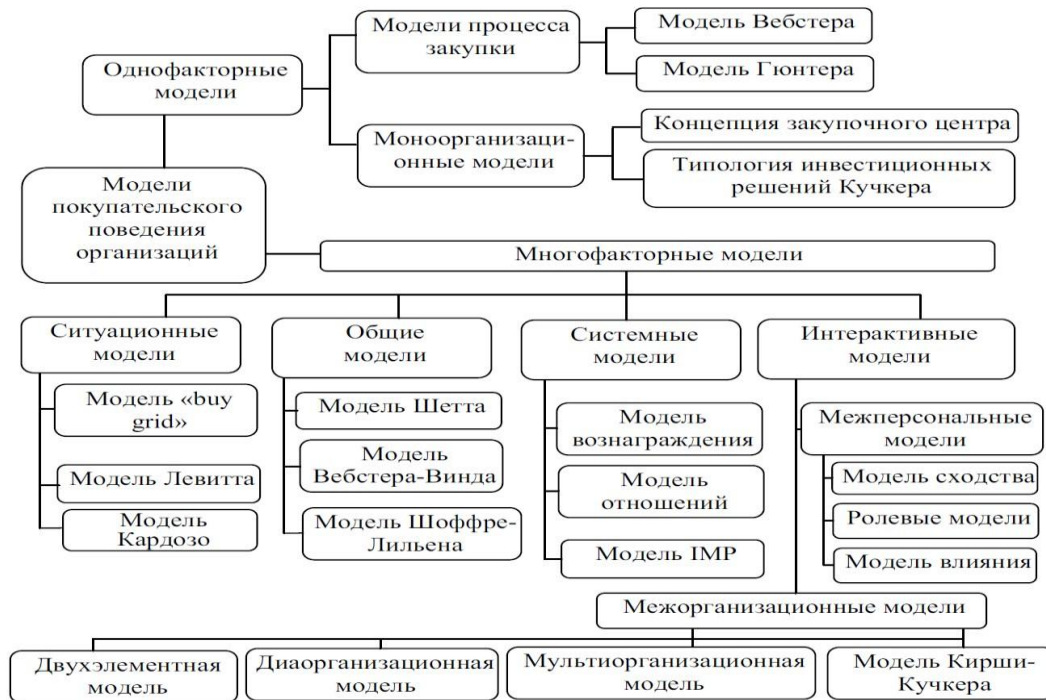 Однофакторные
модели
Модели процесса
закупки
Модель Вебстера
Модель Гюнтера
Моноорганизаци-
онные модели
Концепция закупочного центра
Типология инвестиционных
решений Кучкера
Модели
покупательского
поведения
организаций
Многофакторные модели
Ситуационные
модели
Модель «buy
grid»
Модель Левитта
Модель
Кардозо
Общие
модели
Модель Шетта
Модель
Вебстера-Винда
Модель Шоффре-
Лильена
Системные
модели
Модель
вознаграждения
Модель
отношений
Модель IMP
Интерактивные
модели
Межперсональные
модели
Модель сходства
Ролевые модели
Модель влияния
Межорганизационные модели
Двухэлементная
модель
Диаорганизационная
модель
Мультиорганизационная
модель
Модель Кирши-
Кучкера